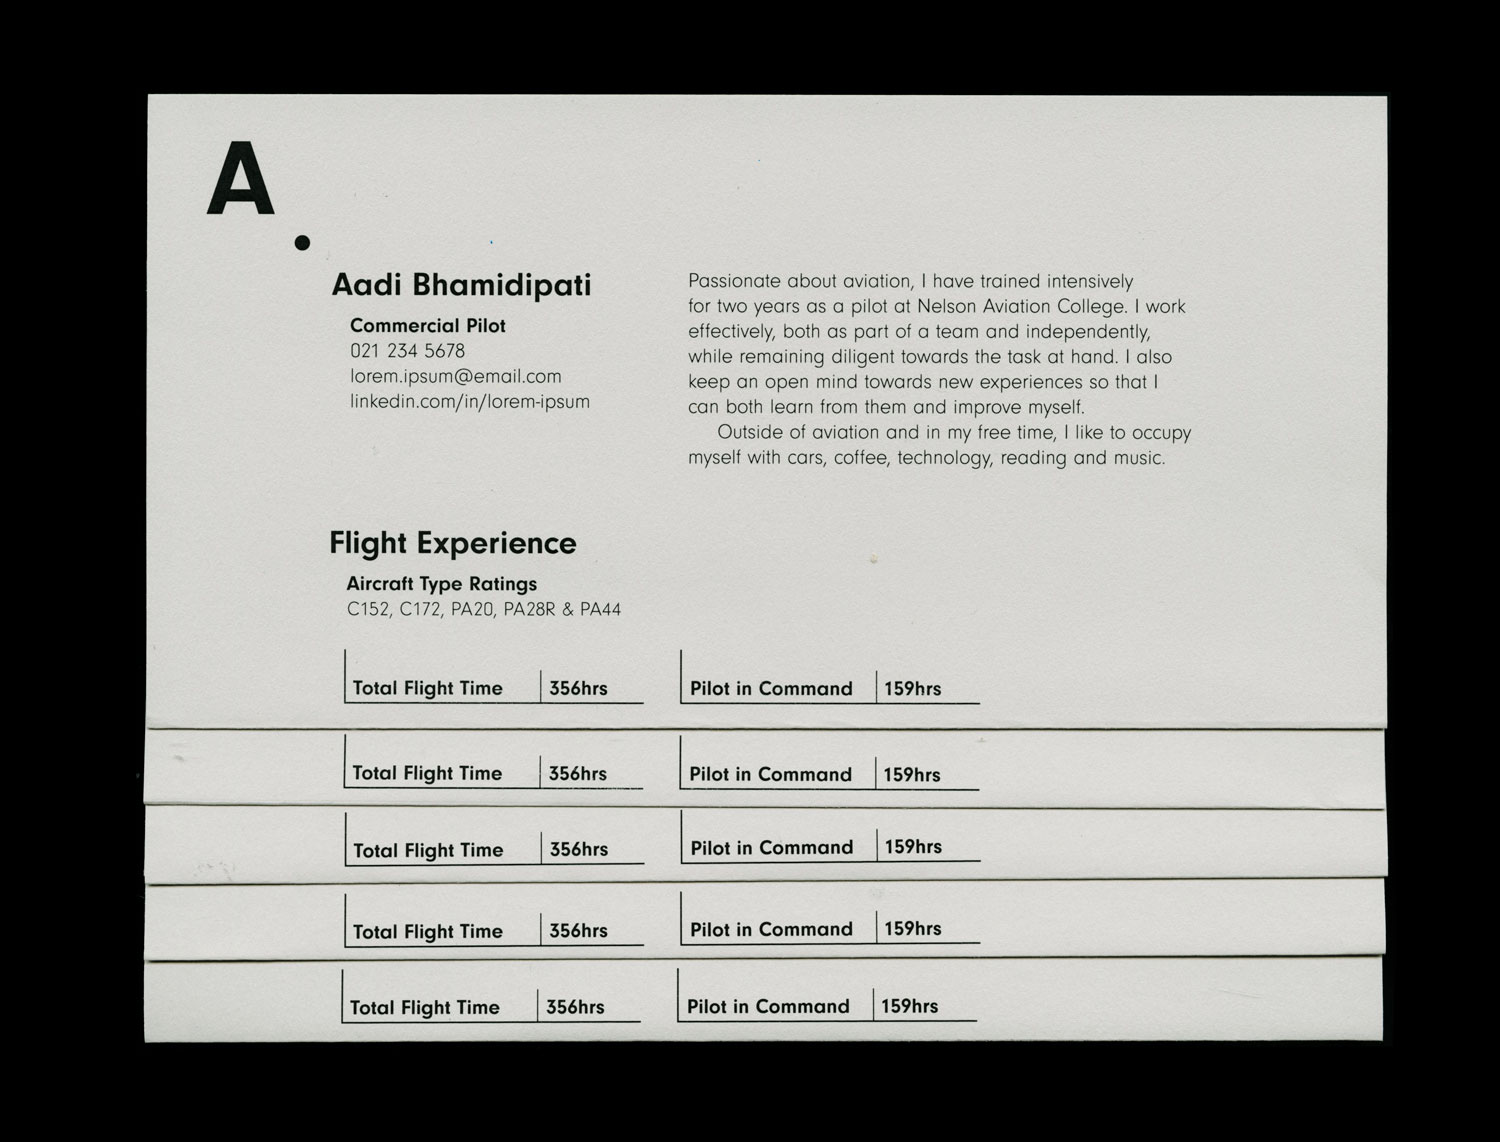 A.
Aadi Bhamidipati
Commercial Pilot
021 234 5678
lorem.ipsum@email.com
linkedin.com/in/lorem-ipsum
Passionate about aviation, I have trained intensively
for two years as a pilot at Nelson Aviation College. I work
effectively, both as part of a team and independently,
while remaining diligent towards the task at hand. I also
keep an open mind towards new experiences so that I
can both learn from them and improve myself.
Outside of aviation and in my free time, I like to occupy
myself with cars, coffee, technology, reading and music.
Flight Experience
Aircraft Type Ratings
C152, C172, PA20, PA28R & PA44
Total Flight Time 356hrs Pilot in Command 159hrs
Total Flight Time 356hrs Pilot in Command 159hrs
Total Flight Time 356hrs Pilot in Command 159hrs
Total Flight Time 356hrs Pilot in Command 159hrs
Total Flight Time 356hrs Pilot in Command 159hrs